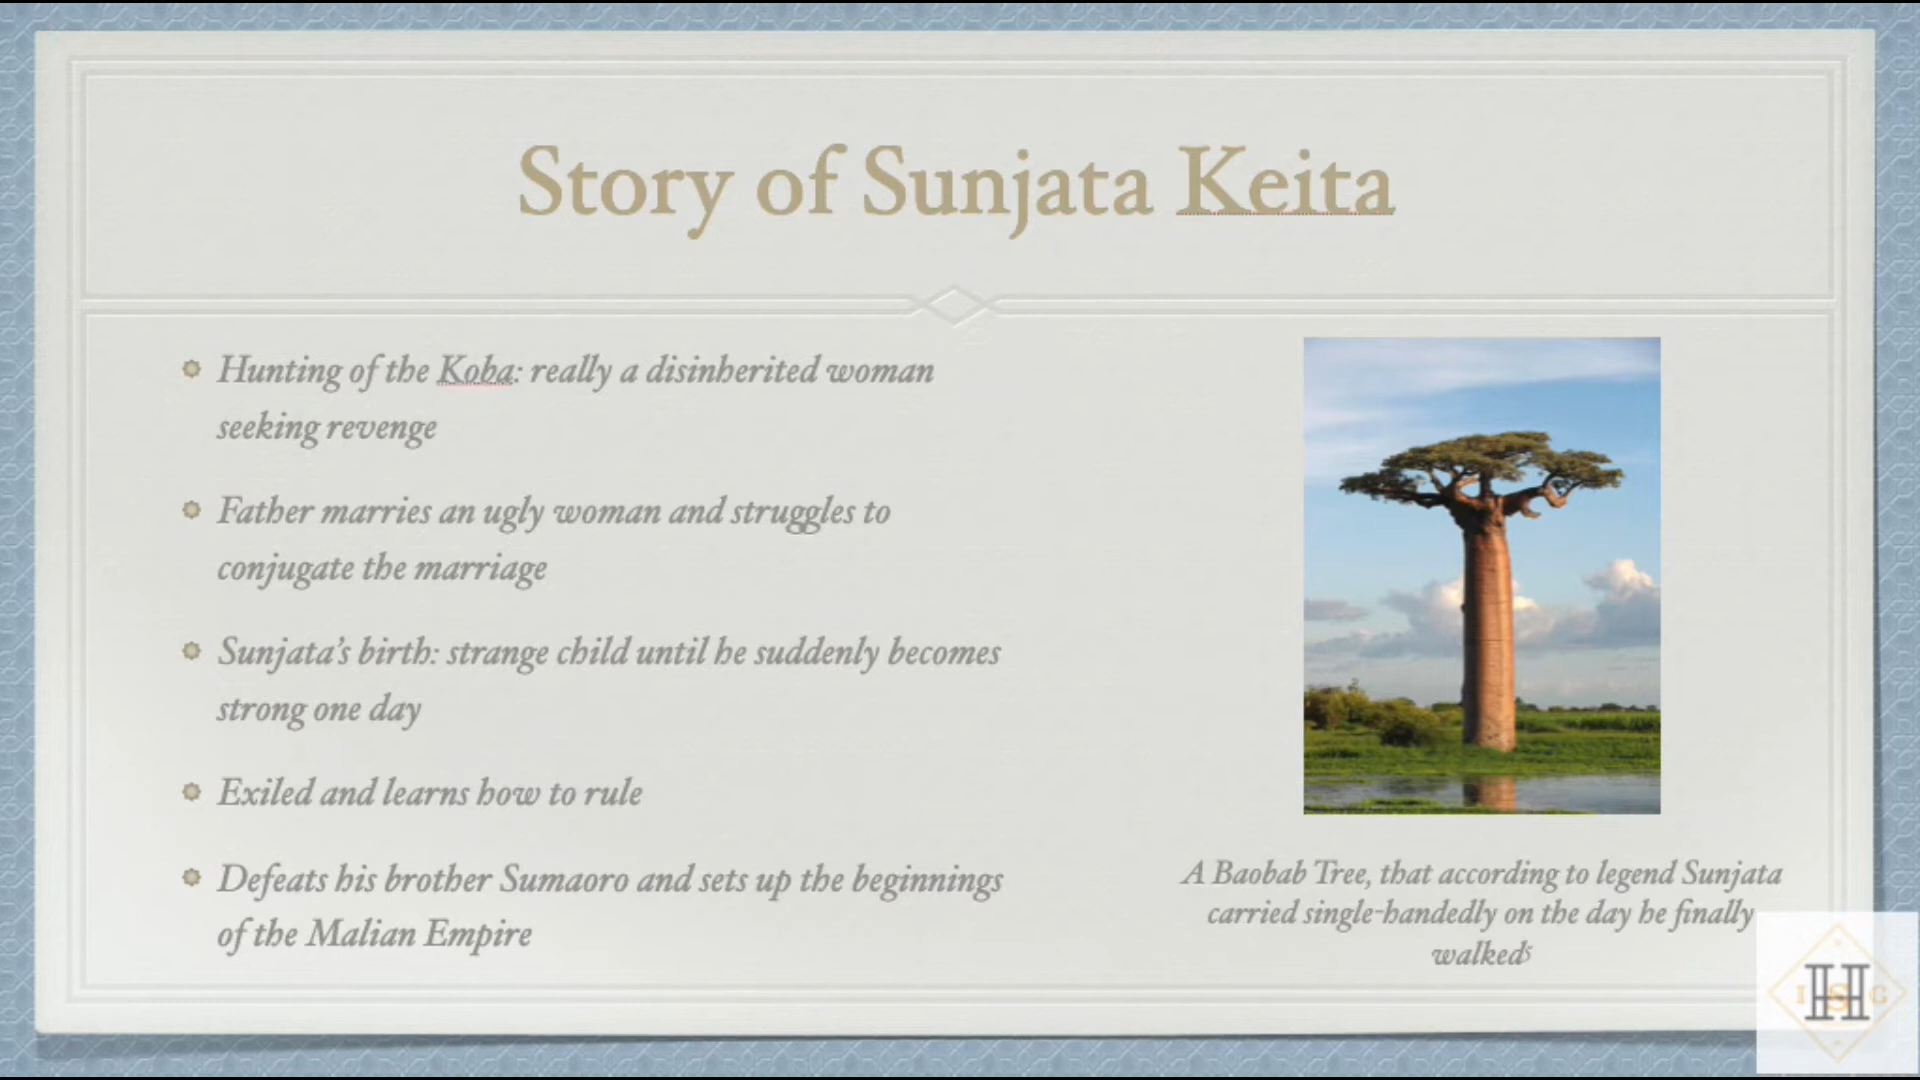 Story of Sunjata Keita
Hunting of the Koba: really a disinherited woman
seeking revenge
Father marries an ugly woman and struggles to
conjugate the marriage
Sunjata's birth: strange child until he suddenly becomes
strong one day
Exiled and learns how to rule
Defeats his brother Sumaoro and sets up the beginnings
of the Malian Empire
A Baobab Tree, that according to legend Sunjata
carried single-handedly on the day he finally
walked⁵
I S G
H